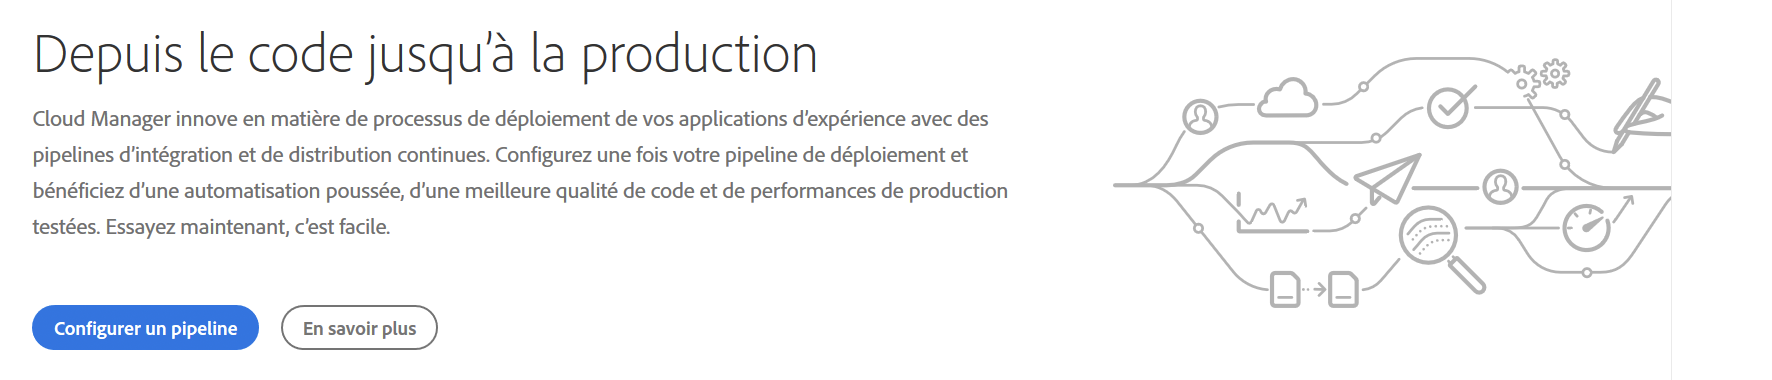 Depuis le code jusqu’à la production
Cloud Manager innove en matière de processus de déploiement de vos applications d’expérience avec des
pipelines d’intégration et de distribution continues. Configurez une fois votre pipeline de déploiement et
bénéficiez d’une automatisation poussée, d’une meilleure qualité de code et de performances de production
testées. Essayez maintenant, c’est facile.
Configurer un pipeline
En savoir plus